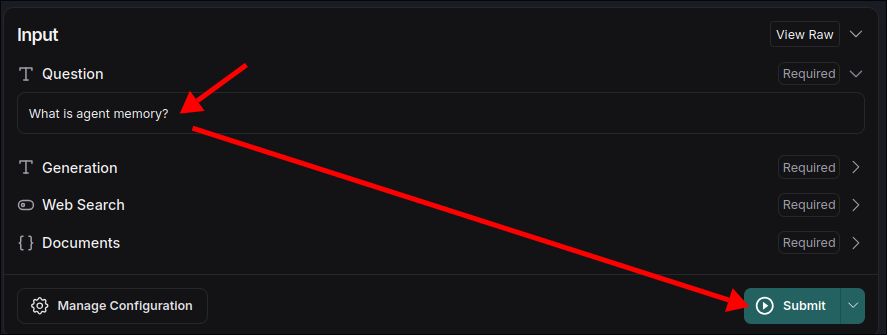 Input View Raw
Question Required
What is agent memory?
Generation Required
Web Search Required
Documents Required
Manage Configuration Submit